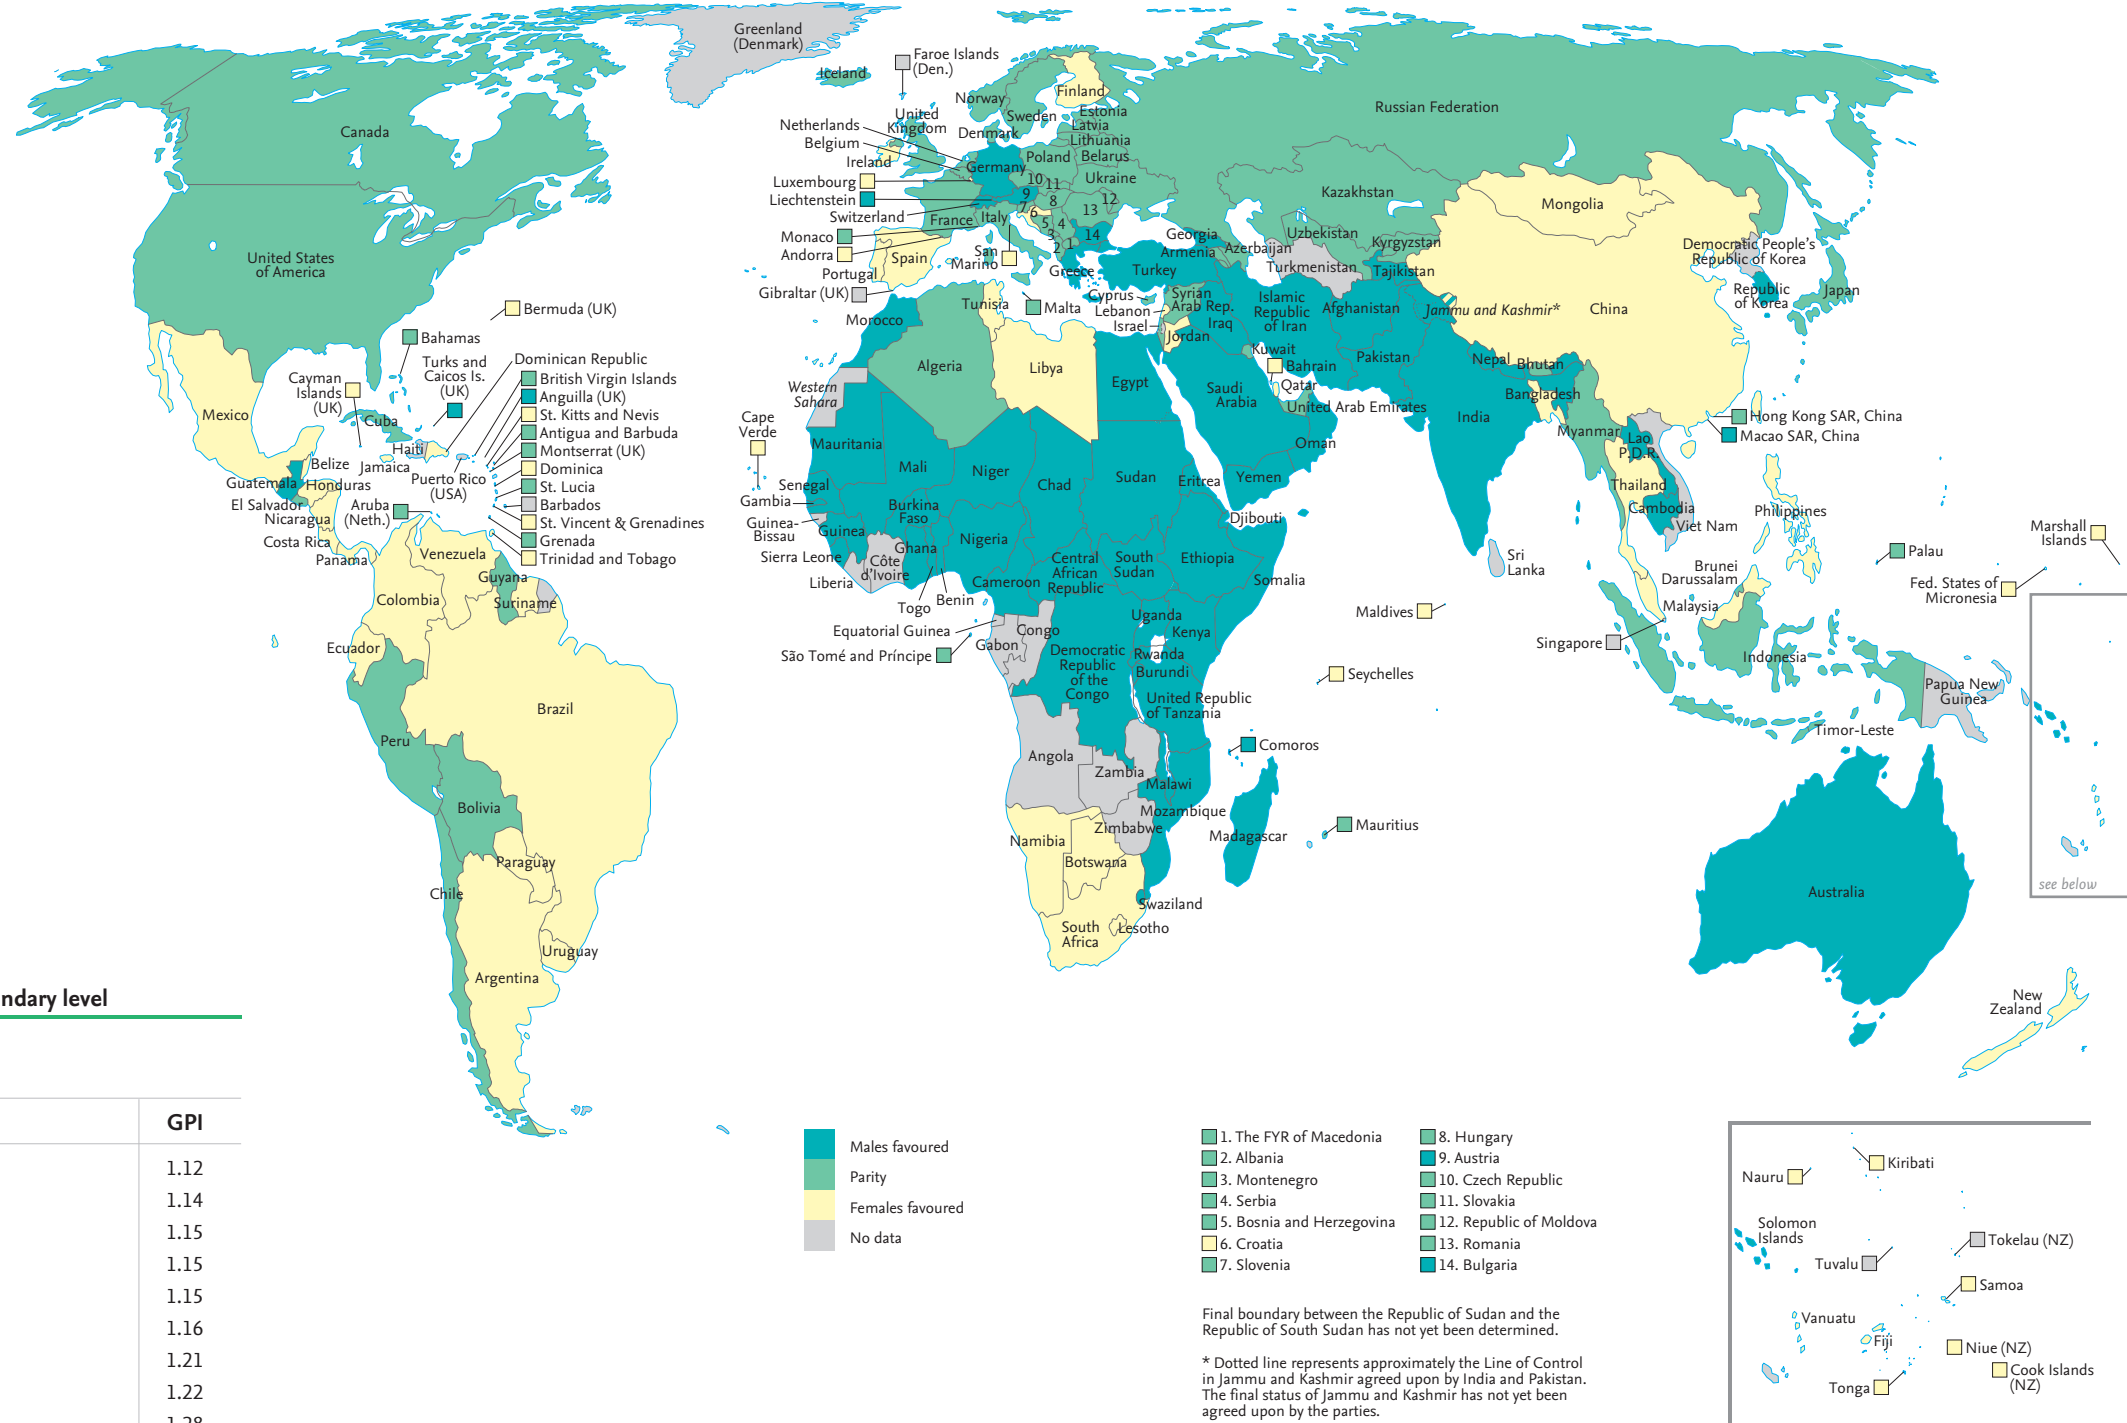 Greenland
(Denmark)
Faroe Islands
(Den.)
Iceland
Norway
Sweden
Finland
Estonia
Latvia
Lithuania
Belarus
United
Kingdom
Denmark
Netherlands
Belgium
Ireland
Luxembourg
Liechtenstein
Switzerland
Monaco
Andorra
Portugal
Gibraltar (UK)
Germany
Poland
Ukraine
France
Italy
Spain
San
Marino
Greece
Malta
10
11
9
8
12
7
6
13
5
4
3
14
2
1
Russian Federation
Canada
United States
of America
Kazakhstan
Mongolia
Uzbekistan
Kyrgyzstan
Georgia
Armenia
Azerbaijan
Turkmenistan
Tajikistan
Turkey
Democratic People's
Republic of Korea
Republic
of Korea
Japan
China
Jammu and Kashmir*
Cyprus
Lebanon
Israel
Syrian
Arab Rep.
Iraq
Jordan
Islamic
Republic
of Iran
Afghanistan
Pakistan
Kuwait
Bahrain
Qatar
United Arab Emirates
Saudi
Arabia
Oman
Yemen
Nepal
Bhutan
Bangladesh
India
Myanmar
Lao
P.D.R.
Thailand
Cambodia
Viet Nam
Sri
Lanka
Hong Kong SAR, China
Macao SAR, China
Philippines
Brunei
Darussalam
Malaysia
Singapore
Indonesia
Timor-Leste
Papua New
Guinea
Palau
Fed. States of
Micronesia
Marshall
Islands
Maldives
Seychelles
Comoros
Mauritius
Madagascar
Australia
New
Zealand
see below
Bermuda (UK)
Bahamas
Turks and
Caicos Is.
(UK)
Cayman
Islands
(UK)
Cuba
Haiti
Jamaica
Puerto Rico
(USA)
Aruba
(Neth.)
Dominican Republic
British Virgin Islands
Anguilla (UK)
St. Kitts and Nevis
Antigua and Barbuda
Montserrat (UK)
Dominica
St. Lucia
Barbados
St. Vincent & Grenadines
Grenada
Trinidad and Tobago
Mexico
Belize
Guatemala
Honduras
El Salvador
Nicaragua
Costa Rica
Panama
Venezuela
Guyana
Suriname
Colombia
Ecuador
Brazil
Peru
Bolivia
Paraguay
Chile
Uruguay
Argentina
Morocco
Tunisia
Algeria
Libya
Egypt
Western
Sahara
Cape
Verde
Mauritania
Mali
Niger
Chad
Sudan
Eritrea
Senegal
Gambia
Guinea-
Bissau
Guinea
Sierra Leone
Liberia
Côte
d'Ivoire
Burkina
Faso
Ghana
Togo
Benin
Nigeria
Cameroon
Central
African
Republic
South
Sudan
Ethiopia
Djibouti
Somalia
Equatorial Guinea
São Tomé and Príncipe
Gabon
Congo
Democratic
Republic
of the
Congo
Uganda
Kenya
Rwanda
Burundi
United Republic
of Tanzania
Angola
Zambia
Malawi
Mozambique
Zimbabwe
Namibia
Botswana
Swaziland
Lesotho
South
Africa
ndary level
GPI
1.12
1.14
1.15
1.15
1.15
1.16
1.21
1.22
Males favoured
Parity
Females favoured
No data
1. The FYR of Macedonia
2. Albania
3. Montenegro
4. Serbia
5. Bosnia and Herzegovina
6. Croatia
7. Slovenia
8. Hungary
9. Austria
10. Czech Republic
11. Slovakia
12. Republic of Moldova
13. Romania
14. Bulgaria
Final boundary between the Republic of Sudan and the
Republic of South Sudan has not yet been determined.
* Dotted line represents approximately the Line of Control
in Jammu and Kashmir agreed upon by India and Pakistan.
The final status of Jammu and Kashmir has not yet been
agreed upon by the parties.
Nauru
Kiribati
Solomon
Islands
Tuvalu
Tokelau (NZ)
Samoa
Vanuatu
Fiji
Niue (NZ)
Cook Islands
(NZ)
Tonga